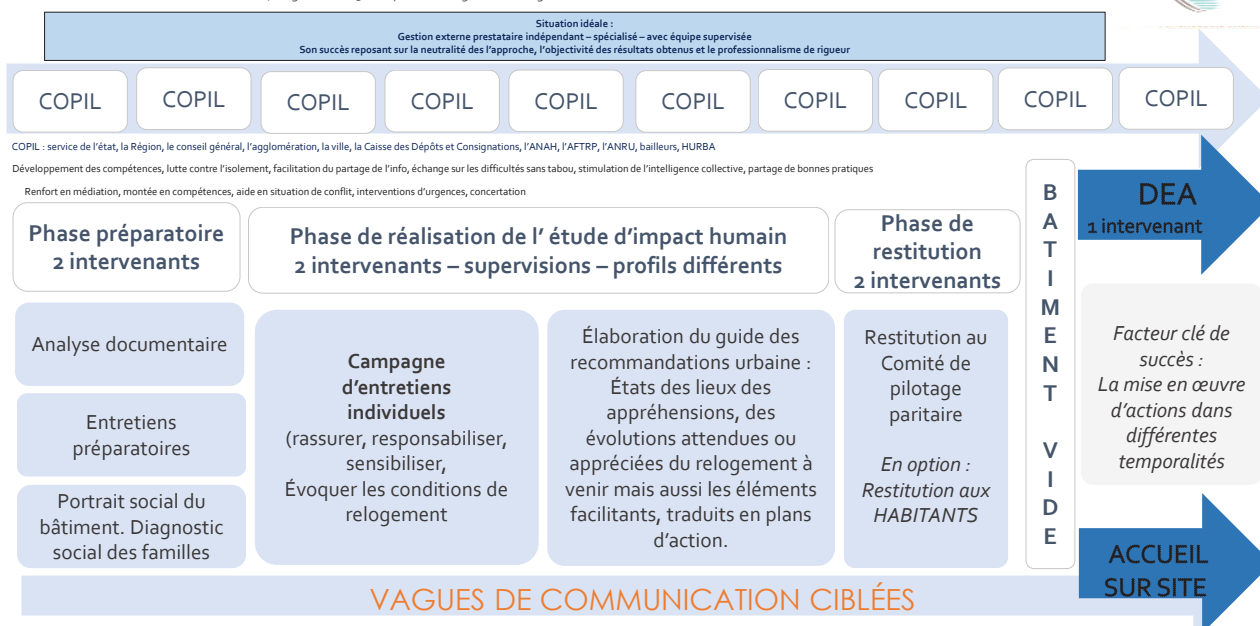 Situation idéale :
Gestion externe prestataire indépendant – spécialisé – avec équipe supervisée
Son succès reposant sur la neutralité des l'approche, l'objectivité des résultats obtenus et le professionnalisme de rigueur
COPIL COPIL COPIL COPIL COPIL COPIL COPIL COPIL COPIL COPIL
COPIL : service de l'état, la Région, le conseil général, l'agglomération, la ville, la Caisse des Dépôts et Consignations, l'ANAH, l'AFTRP, l'ANRU, bailleurs, HURBA
Développement des compétences, lutte contre l'isolement, facilitation du partage de l'info, échange sur les difficultés sans tabou, stimulation de l'intelligence collective, partage de bonnes pratiques
Renfort en médiation, montée en compétences, aide en situation de conflit, interventions d'urgences, concertation
Phase préparatoire
2 intervenants
Analyse documentaire
Entretiens
préparatoires
Portrait social du
bâtiment. Diagnostic
social des familles
Phase de réalisation de l' étude d'impact humain
2 intervenants – supervisions – profils différents
Campagne
d'entretiens
individuels
(rassurer, responsabiliser,
sensibiliser,
Évoquer les conditions de
relogement
Élaboration du guide des
recommandations urbaine :
États des lieux des
appréhensions, des
évolutions attendues ou
appréciées du relogement à
venir mais aussi les éléments
facilitants, traduits en plans
d'action.
Phase de
restitution
2 intervenants
Restitution au
Comité de
pilotage
paritaire
En option :
Restitution aux
HABITANTS
BATIMENT VIDE
DEA
1 intervenant
Facteur clé de
succès :
La mise en œuvre
d'actions dans
différentes
temporalités
ACCUEIL
SUR SITE
VAGUES DE COMMUNICATION CIBLÉES